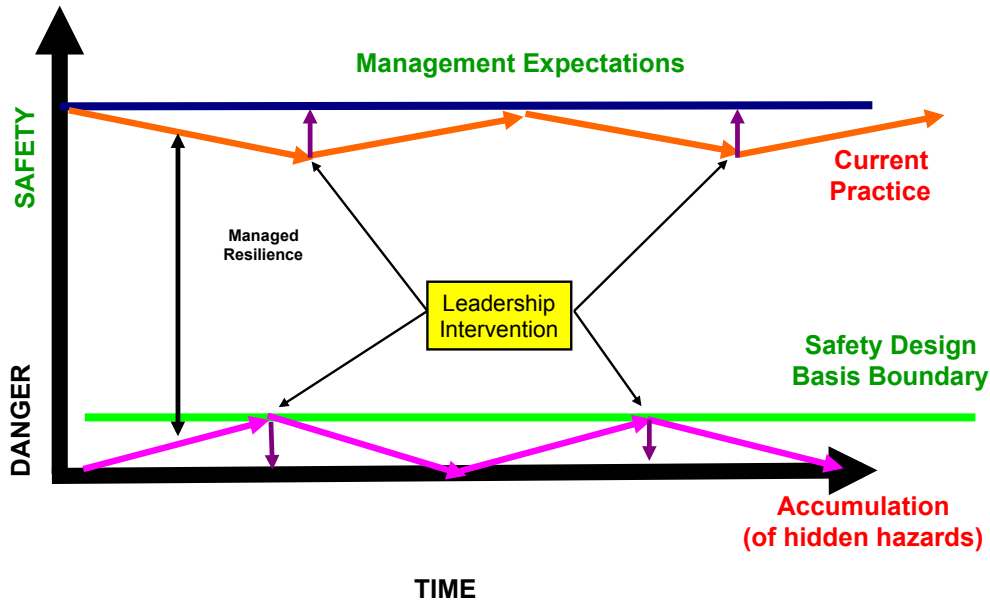 Management Expectations
SAFETY
Current
Practice
Managed
Resilience
Leadership
Intervention
Safety Design
Basis Boundary
DANGER
Accumulation
(of hidden hazards)
TIME